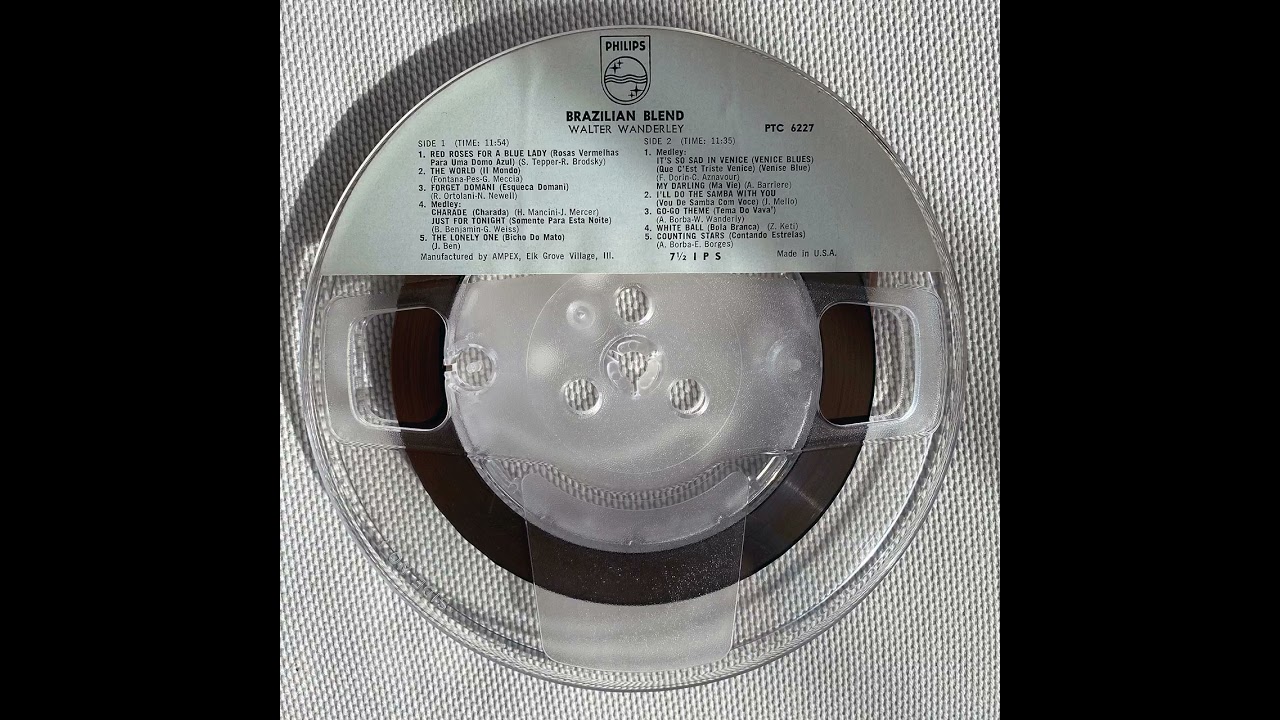 PHILIPS
BRAZILIAN BLEND
WALTER WANDERLEY
PTC 6227
SIDE 1 (TIME: 11:54)
1. RED ROSES FOR A BLUE LADY (Rosas Vermelhas
Para Uma Domo Azul) (S. Tepper-R. Brodsky)
2. THE WORLD (Il Mondo)
(Fontana-Pes-G. Meccia)
3. FORGET DOMANI (Esqueca Domani)
(R. Ortolani-N. Newell)
4. Medley:
CHARADE (Charada) (H. Mancini-J. Mercer)
JUST FOR TONIGHT (Somente Para Esta Noite)
(B. Benjamin-G. Weiss)
5. THE LONELY ONE (Bicho Do Mato)
(J. Ben)
SIDE 2 (TIME: 11:35)
1. Medley:
IT'S SO SAD IN VENICE (VENICE BLUES)
(Que C'Est Triste Venice) (Venise Blue)
(F. Dorin-C. Aznavour)
MY DARLING (Ma Vie) (A. Barriere)
2. I'LL DO THE SAMBA WITH YOU
(Vou De Samba Com Voce) (J. Mello)
3. GO-GO THEME (Tema Do Vava')
(A. Borba-W. Wanderly)
4. WHITE BALL (Bola Branca) (Z. Keti)
5. COUNTING STARS (Contando Estrelas)
(A. Borba-E. Borges)
Manufactured by AMPEX, Elk Grove Village, Ill.
7½ I P S
Made in U.S.A.